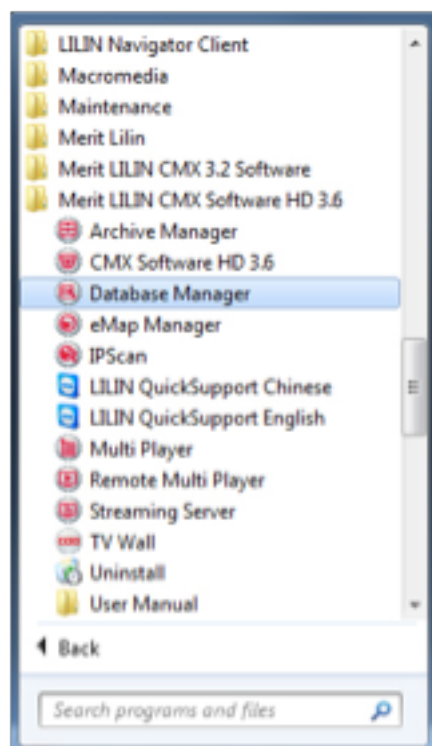 LILIN Navigator Client
Macromedia
Maintenance
Merit Lilin
Merit LILIN CMX 3.2 Software
Merit LILIN CMX Software HD 3.6
Archive Manager
CMX Software HD 3.6
Database Manager
eMap Manager
IPScan
LILIN QuickSupport Chinese
LILIN QuickSupport English
Multi Player
Remote Multi Player
Streaming Server
TV Wall
Uninstall
User Manual
Back
Search programs and files